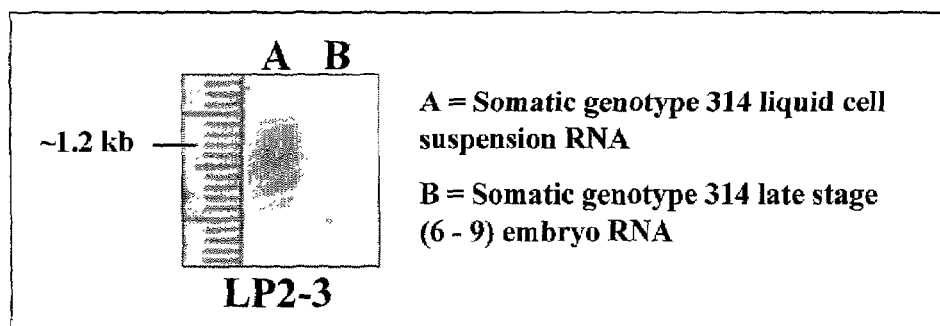 A B
~1.2 kb
A = Somatic genotype 314 liquid cell
suspension RNA
B = Somatic genotype 314 late stage
(6 - 9) embryo RNA
LP2-3